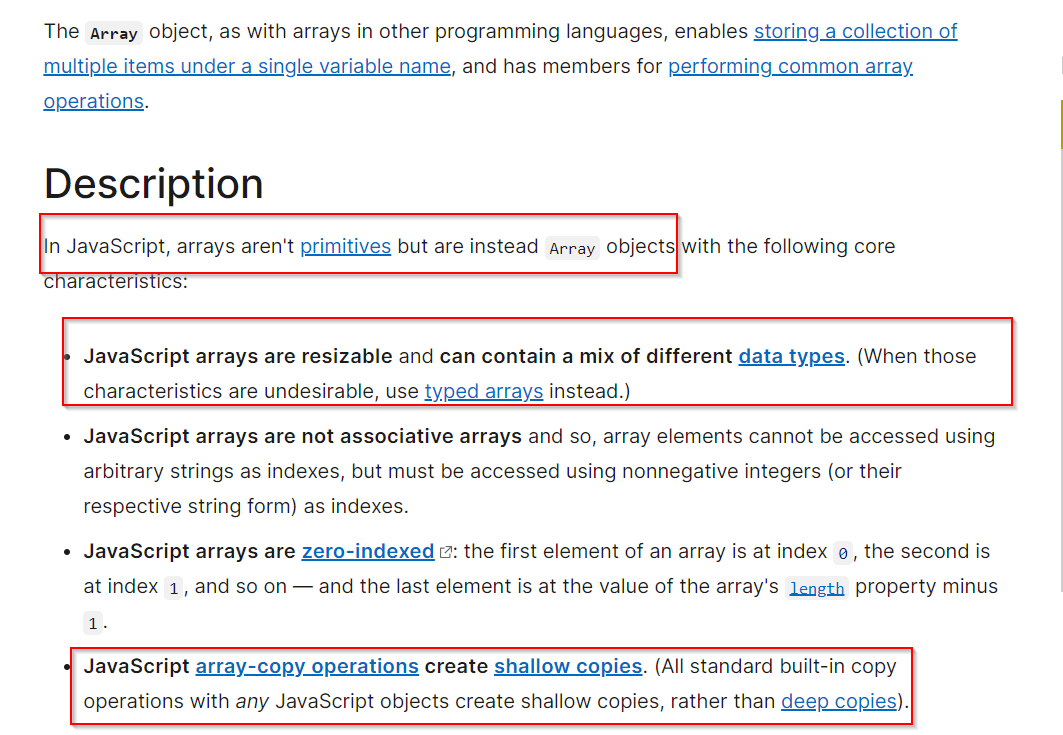 The Array object, as with arrays in other programming languages, enables storing a collection of
multiple items under a single variable name, and has members for performing common array
operations.
Description
In JavaScript, arrays aren't primitives but are instead Array objects with the following core
characteristics:
• JavaScript arrays are resizable and can contain a mix of different data types. (When those
characteristics are undesirable, use typed arrays instead.)
• JavaScript arrays are not associative arrays and so, array elements cannot be accessed using
arbitrary strings as indexes, but must be accessed using nonnegative integers (or their
respective string form) as indexes.
• JavaScript arrays are zero-indexed: the first element of an array is at index 0, the second is
at index 1, and so on — and the last element is at the value of the array's length property minus
1.
• JavaScript array-copy operations create shallow copies. (All standard built-in copy
operations with any JavaScript objects create shallow copies, rather than deep copies).